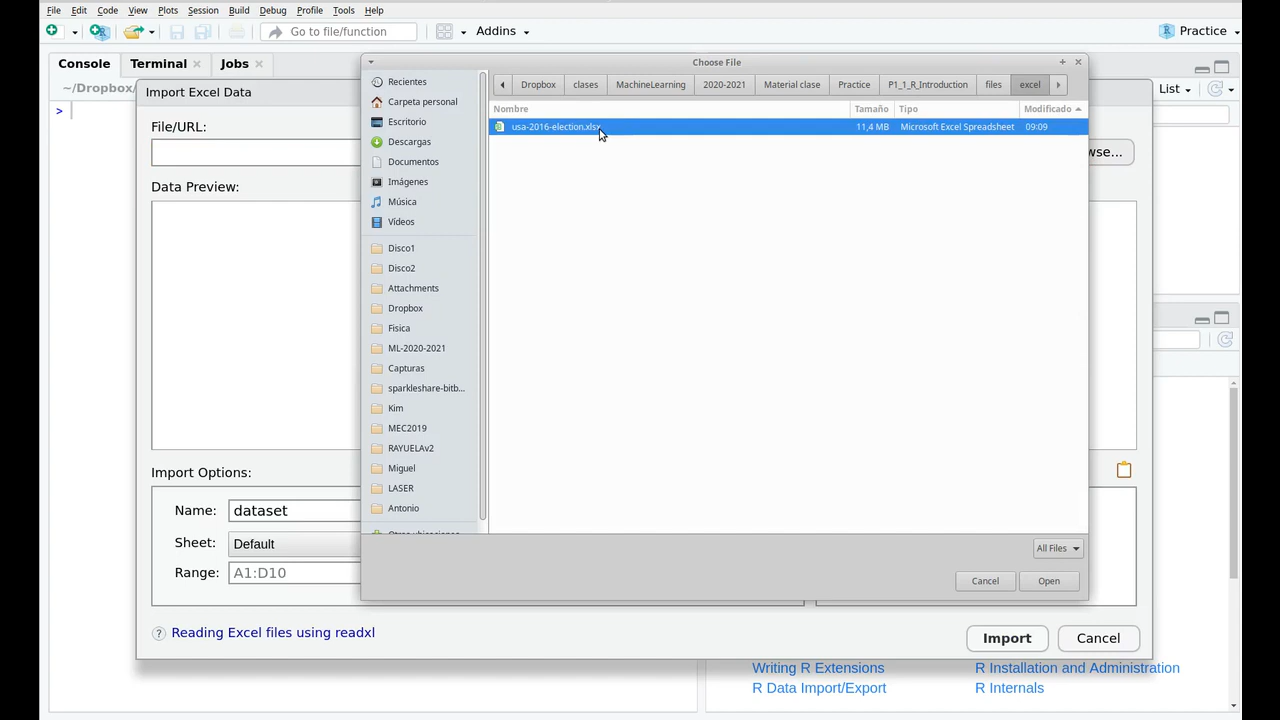 File Edit Code View Plots Session Build Debug Profile Tools Help
Go to file/function Addins Practice
Console Terminal Jobs
~/Dropbox/ List
>
Import Excel Data
File/URL:
wse...
Data Preview:
Import Options:
Name: dataset
Sheet: Default
Range: A1:D10
? Reading Excel files using readxl
Import Cancel
Choose File
Recientes
Carpeta personal
Escritorio
Descargas
Documentos
Imágenes
Música
Vídeos
Disco1
Disco2
Attachments
Dropbox
Fisica
ML-2020-2021
Capturas
sparkleshare-bitb...
Kim
MEC2019
RAYUELAv2
Miguel
LASER
Antonio
Dropbox clases MachineLearning 2020-2021 Material clase Practice P1_1_R_Introduction files excel
Nombre Tamaño Tipo Modificado
usa-2016-election.xlsx 11,4 MB Microsoft Excel Spreadsheet 09:09
All Files
Cancel Open
Writing R Extensions R Installation and Administration
R Data Import/Export R Internals